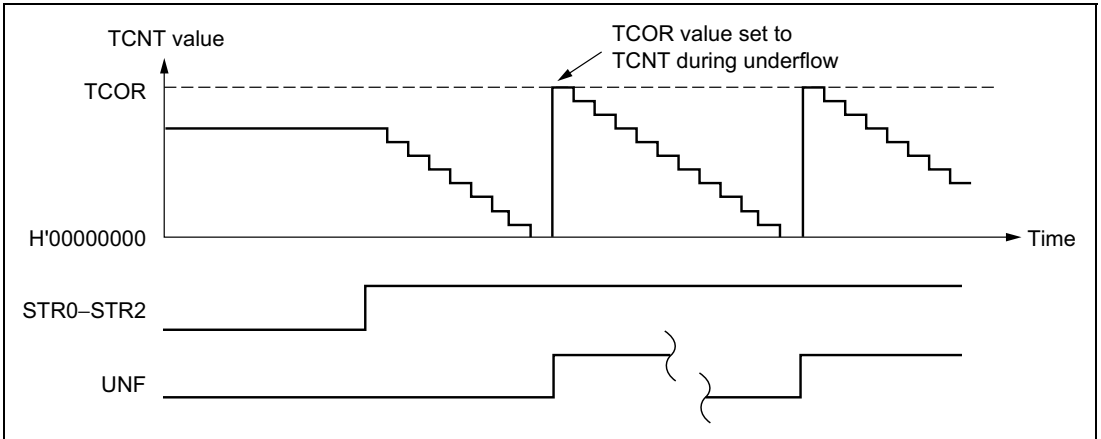 TCNT value
TCOR value set to
TCNT during underflow
TCOR
H'00000000
Time
STR0–STR2
UNF